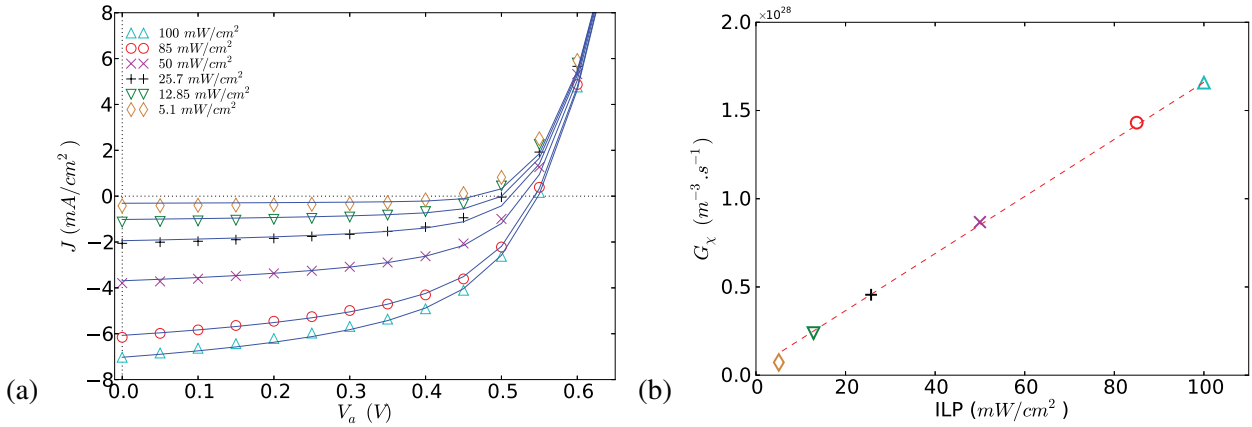 (a)
J (mA/cm²)
8
6
4
2
0
−2
−4
−6
−8
100 mW/cm²
85 mW/cm²
50 mW/cm²
25.7 mW/cm²
12.85 mW/cm²
5.1 mW/cm²
0.0 0.1 0.2 0.3 0.4 0.5 0.6
Vₐ (V)
(b)
Gᵪ (m⁻³.s⁻¹)
×10²⁸
2.0
1.5
1.0
0.5
0.0
20 40 60 80 100
ILP (mW/cm²)